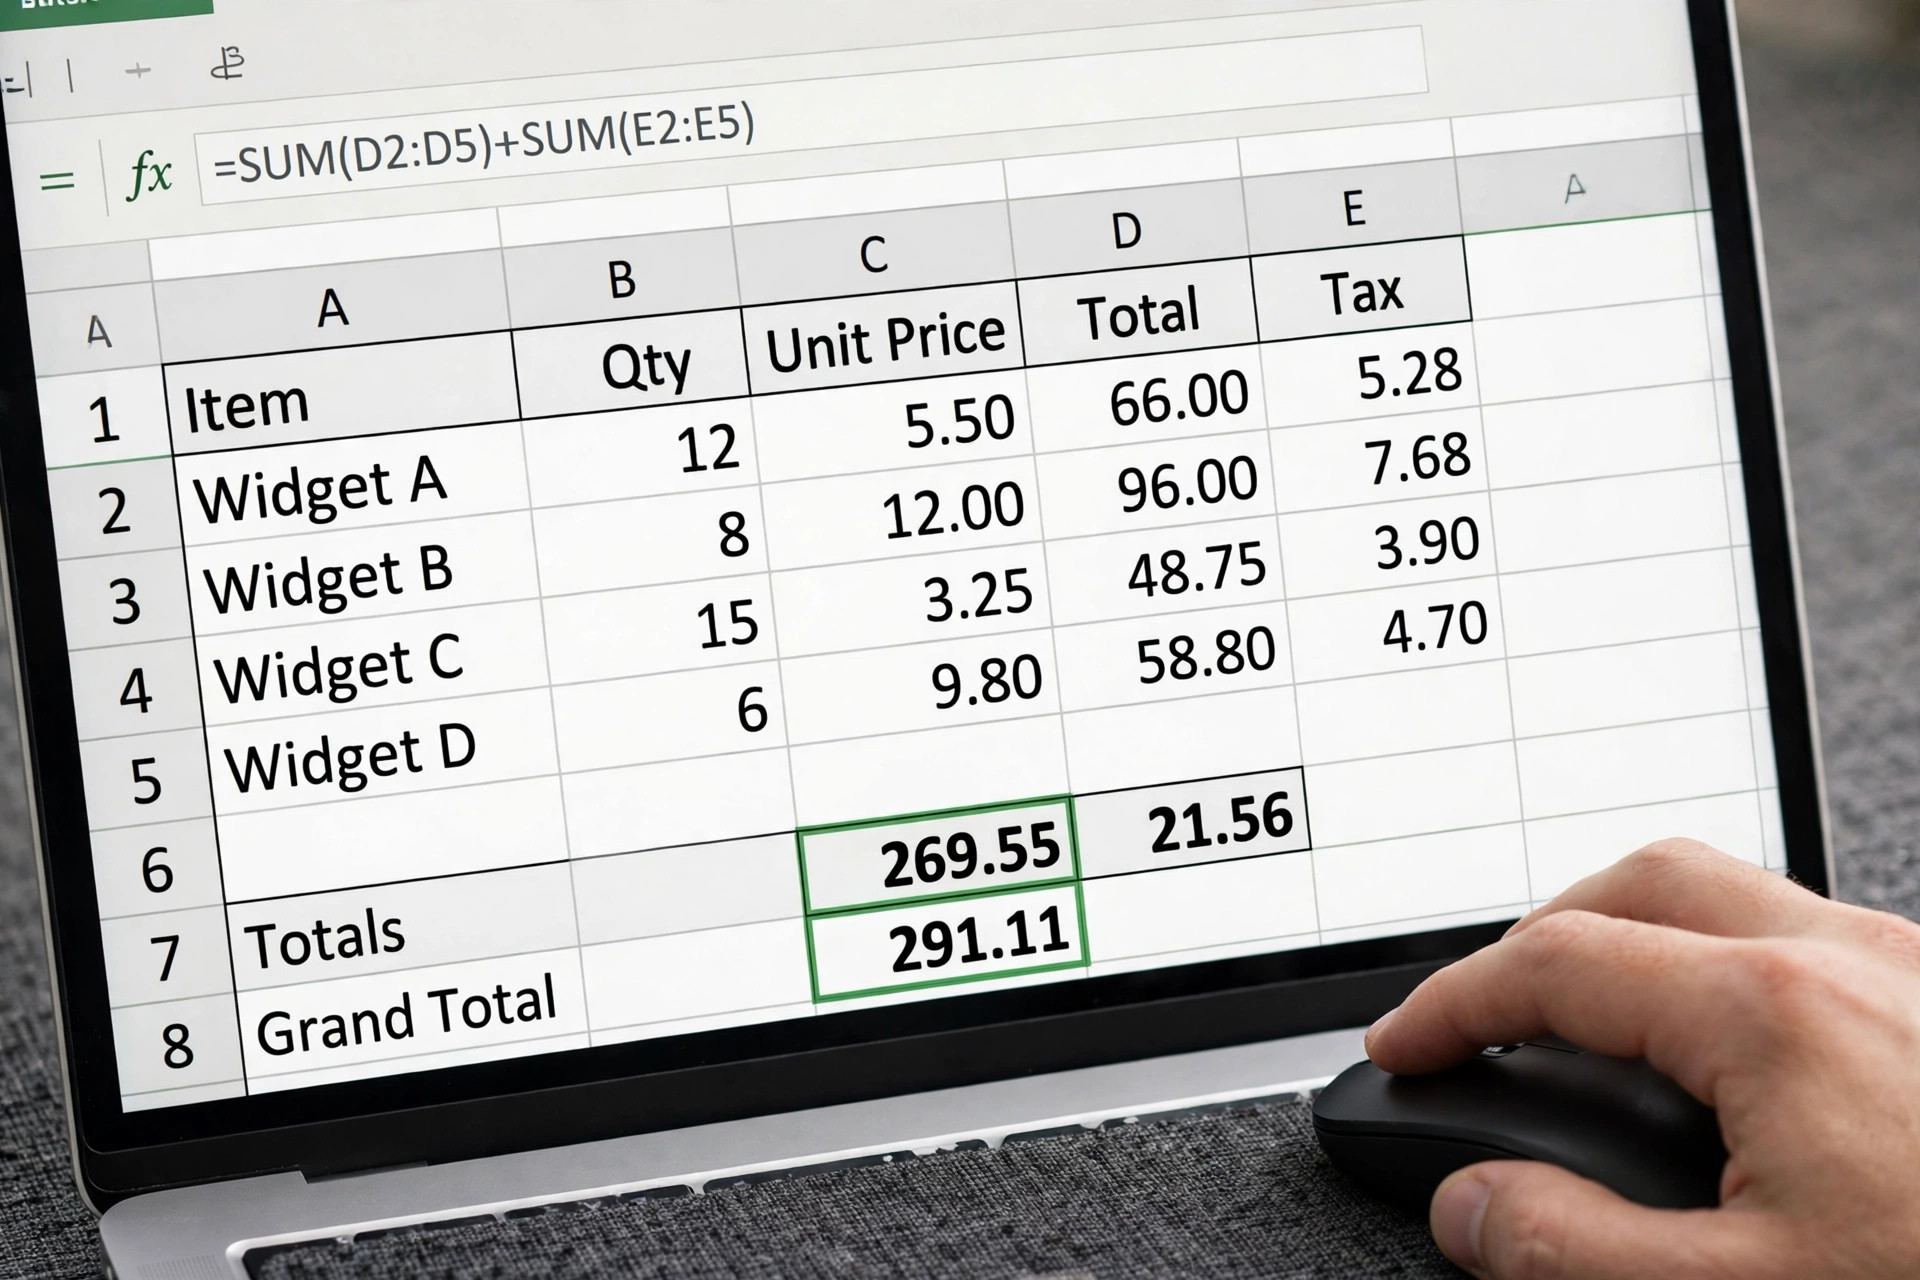 =SUM(D2:D5)+SUM(E2:E5)
fx
A A B C D E A
1 Item Qty Unit Price Total Tax
2 Widget A 12 5.50 66.00 5.28
3 Widget B 8 12.00 96.00 7.68
4 Widget C 15 3.25 48.75 3.90
5 Widget D 6 9.80 58.80 4.70
6
7 Totals 269.55 21.56
8 Grand Total 291.11